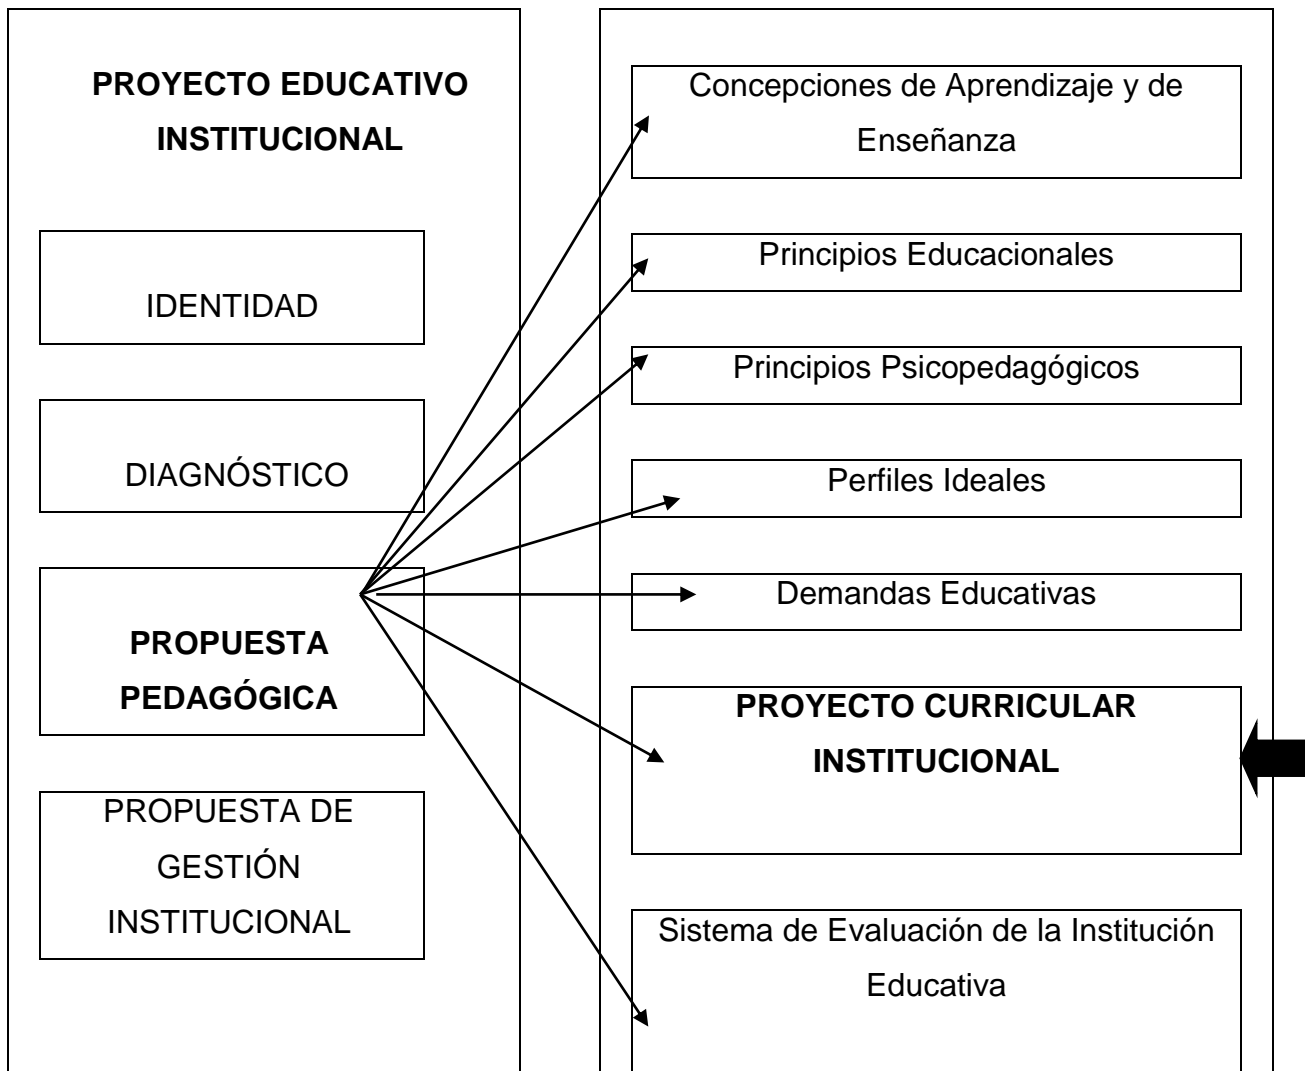 PROYECTO EDUCATIVO
INSTITUCIONAL
IDENTIDAD
DIAGNÓSTICO
PROPUESTA
PEDAGÓGICA
PROPUESTA DE
GESTIÓN
INSTITUCIONAL
Concepciones de Aprendizaje y de
Enseñanza
Principios Educacionales
Principios Psicopedagógicos
Perfiles Ideales
Demandas Educativas
PROYECTO CURRICULAR
INSTITUCIONAL
Sistema de Evaluación de la Institución
Educativa